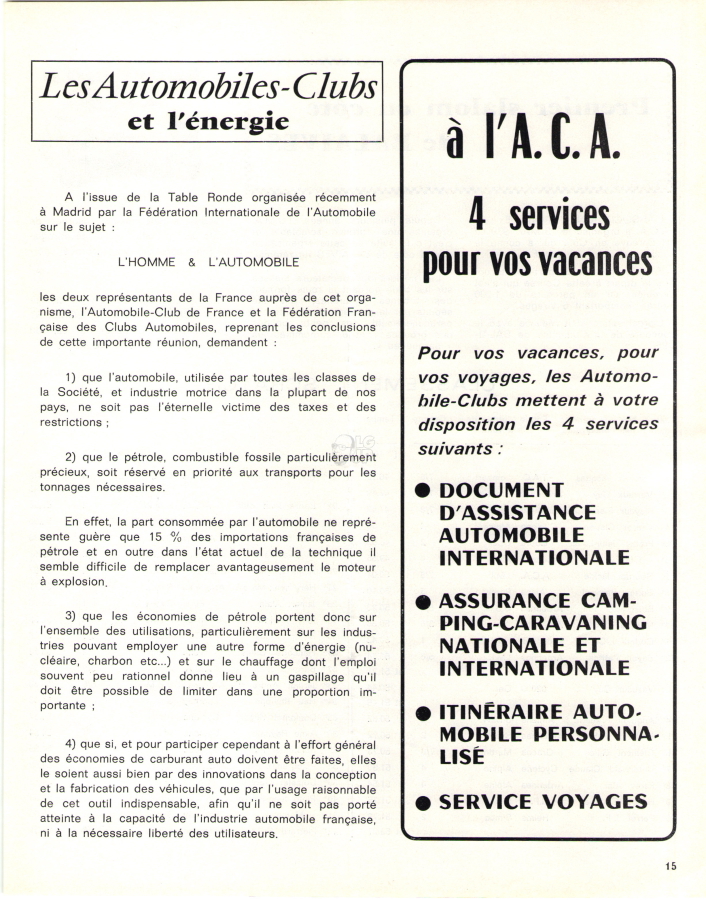 Les Automobiles-Clubs
et l'énergie
A l'issue de la Table Ronde organisée récemment
à Madrid par la Fédération Internationale de l'Automobile
sur le sujet :
L'HOMME & L'AUTOMOBILE
les deux représentants de la France auprès de cet orga-
nisme, l'Automobile-Club de France et la Fédération Fran-
çaise des Clubs Automobiles, reprenant les conclusions
de cette importante réunion, demandent :
1) que l'automobile, utilisée par toutes les classes de
la Société, et industrie motrice dans la plupart de nos
pays, ne soit pas l'éternelle victime des taxes et des
restrictions ;
2) que le pétrole, combustible fossile particulièrement
précieux, soit réservé en priorité aux transports pour les
tonnages nécessaires.
En effet, la part consommée par l'automobile ne repré-
sente guère que 15 % des importations françaises de
pétrole et en outre dans l'état actuel de la technique il
semble difficile de remplacer avantageusement le moteur
à explosion.
3) que les économies de pétrole portent donc sur
l'ensemble des utilisations, particulièrement sur les indus-
tries pouvant employer une autre forme d'énergie (nu-
cléaire, charbon etc...) et sur le chauffage dont l'emploi
souvent peu rationnel donne lieu à un gaspillage qu'il
doit être possible de limiter dans une proportion im-
portante ;
4) que si, et pour participer cependant à l'effort général
des économies de carburant auto doivent être faites, elles
le soient aussi bien par des innovations dans la conception
et la fabrication des véhicules, que par l'usage raisonnable
de cet outil indispensable, afin qu'il ne soit pas porté
atteinte à la capacité de l'industrie automobile française,
ni à la nécessaire liberté des utilisateurs.
à l'A.C.A.
4 services
pour vos vacances
Pour vos vacances, pour
vos voyages, les Automo-
bile-Clubs mettent à votre
disposition les 4 services
suivants :
● DOCUMENT
D'ASSISTANCE
AUTOMOBILE
INTERNATIONALE
● ASSURANCE CAM-
PING-CARAVANING
NATIONALE ET
INTERNATIONALE
● ITINÉRAIRE AUTO-
MOBILE PERSONNA-
LISÉ
● SERVICE VOYAGES
15